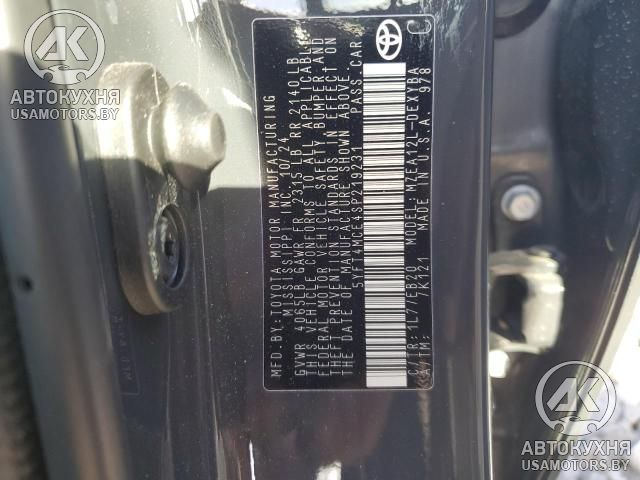 AK
АВТОКУХНЯ
USAMOTORS.BY
MFD.BY:TOYOTA MOTOR MANUFACTURING
MISSISSIPPI INC. 10/24
GVWR 4065LB GAWR FR 2315 LB RR 2140LB
THIS VEHICLE CONFORMS TO ALL APPLICABLE
FEDERAL MOTOR VEHICLE SAFETY, BUMPER, AND
THEFT PREVENTION STANDARDS IN EFFECT ON
THE DATE OF MANUFACTURE SHOWN ABOVE.
5YFT4MCE4SP219231 PASS.CAR
C/TR:1L77/EB20 MODEL:MZEA12L-DEXYBA
A/TM: 7K121 MADE IN U.S.A. 978
C
AK
АВТОКУХНЯ
USAMOTORS.BY